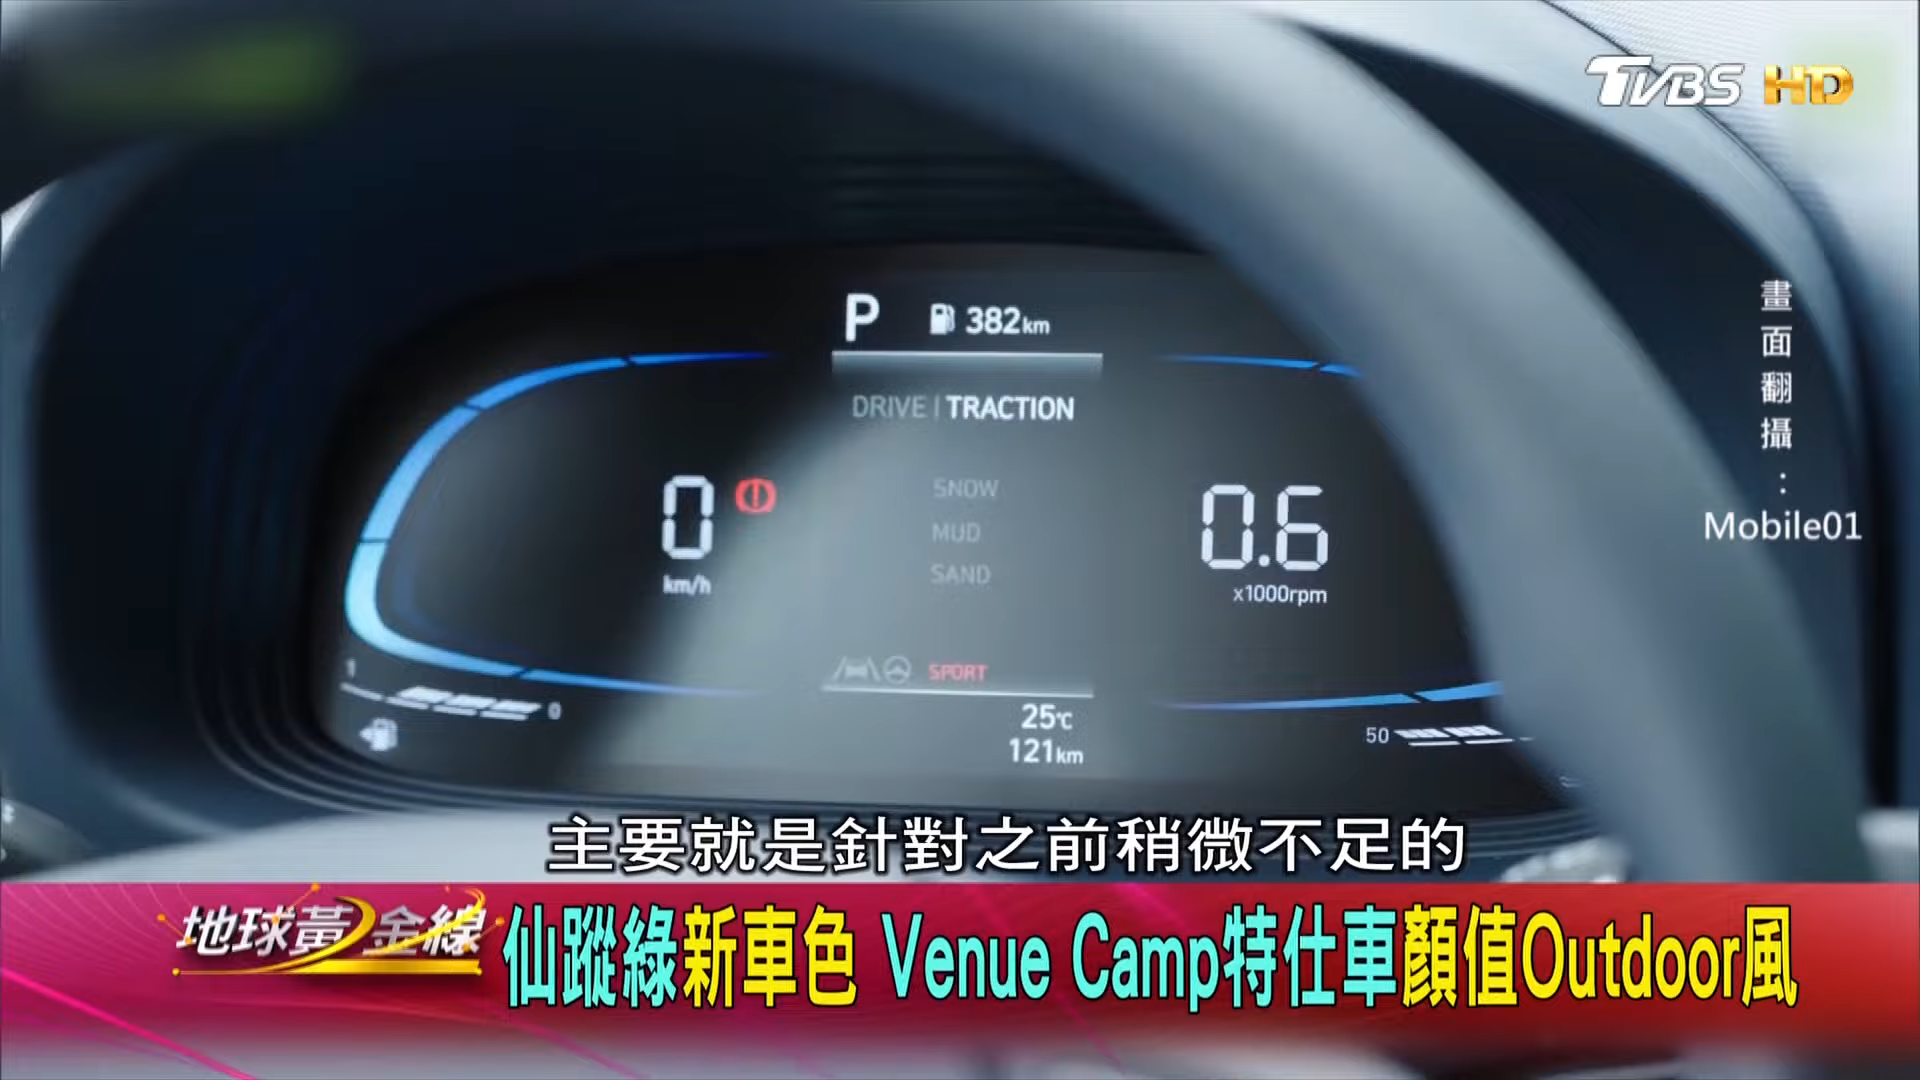 TVBS HD
畫面翻攝：
Mobile01
P 382km
DRIVE | TRACTION
SNOW
MUD
SAND
0
km/h
0.6
x1000rpm
SPORT
1
0
25℃
121km
50
主要就是針對之前稍微不足的
地球黃金線
仙蹤綠新車色 Venue Camp特仕車顏值Outdoor風